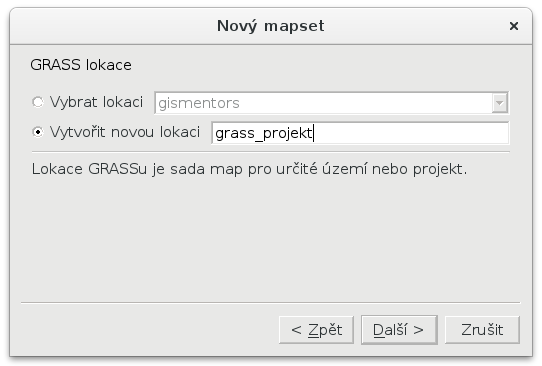 Nový mapset
GRASS lokace
Vybrat lokaci gismentors
Vytvořit novou lokaci grass_projekt
Lokace GRASSu je sada map pro určité území nebo projekt.
< Zpět Další > Zrušit